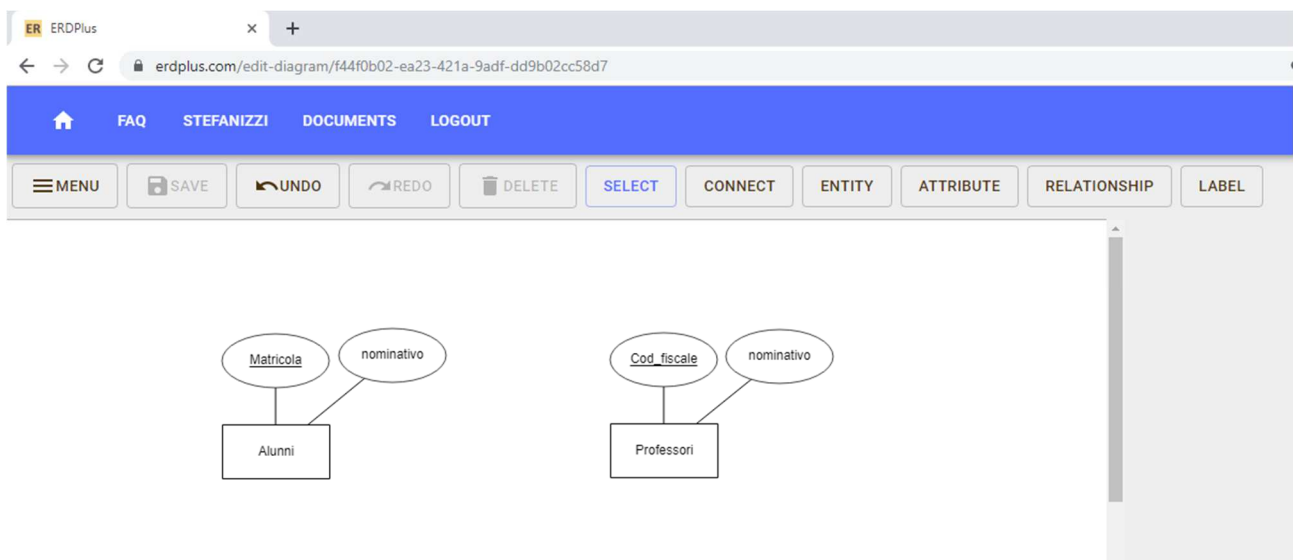 ER ERDPlus
erdplus.com/edit-diagram/f44f0b02-ea23-421a-9adf-dd9b02cc58d7
FAQ STEFANIZZI DOCUMENTS LOGOUT
MENU SAVE UNDO REDO DELETE SELECT CONNECT ENTITY ATTRIBUTE RELATIONSHIP LABEL
Matricola nominativo Cod_fiscale nominativo
Alunni Professori